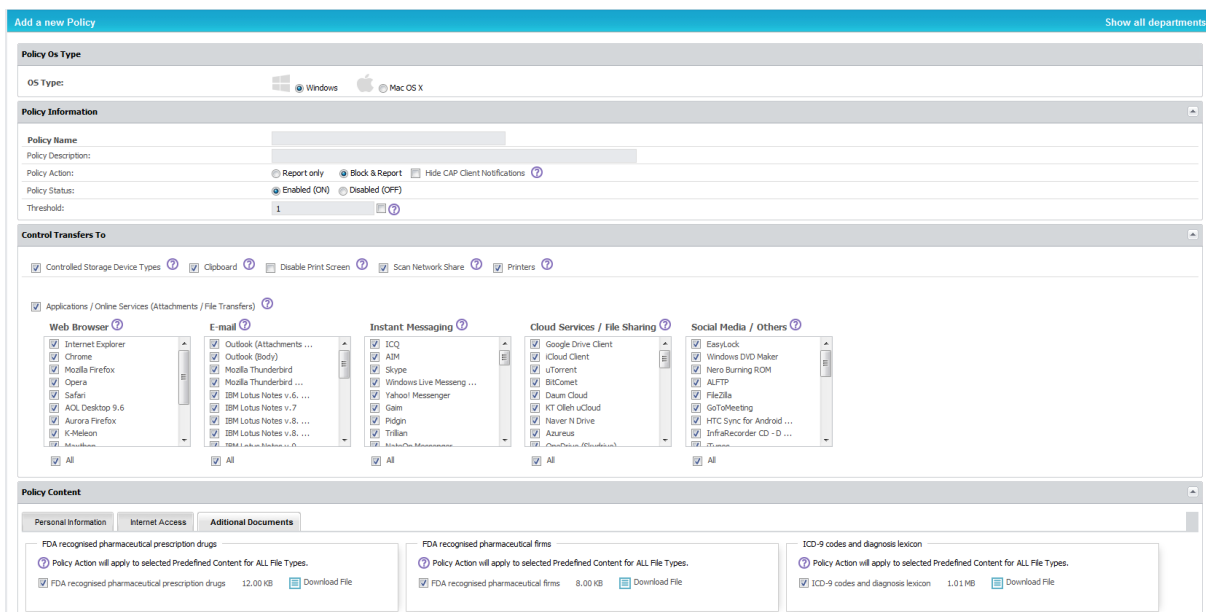 Add a new Policy
Show all departments
Policy Os Type
OS Type:
Windows
Mac OS X
Policy Information
Policy Name
Policy Description:
Policy Action:
Report only
Block & Report
Hide CAP Client Notifications ?
Policy Status:
Enabled (ON)
Disabled (OFF)
Threshold:
1
?
Control Transfers To
Controlled Storage Device Types ?
Clipboard ?
Disable Print Screen ?
Scan Network Share ?
Printers ?
Applications / Online Services (Attachments / File Transfers) ?
Web Browser ?
Internet Explorer
Chrome
Mozilla Firefox
Opera
Safari
AOL Desktop 9.6
Aurora Firefox
K-Meleon
Maxthon
All
E-mail ?
Outlook (Attachments ...
Outlook (Body)
Mozilla Thunderbird
Mozilla Thunderbird ...
IBM Lotus Notes v.6. ...
IBM Lotus Notes v.7
IBM Lotus Notes v.8. ...
IBM Lotus Notes v.8. ...
All
Instant Messaging ?
ICQ
AIM
Skype
Windows Live Messeng ...
Yahoo! Messenger
Gaim
Pidgin
Trillian
NateOn Messenger
All
Cloud Services / File Sharing ?
Google Drive Client
iCloud Client
uTorrent
BitComet
Daum Cloud
KT Olleh uCloud
Naver N Drive
Azureus
OneDrive (Skydrive)
All
Social Media / Others ?
EasyLock
Windows DVD Maker
Nero Burning ROM
ALFTP
FileZilla
GoToMeeting
HTC Sync for Android ...
InfraRecorder CD - D ...
iTunes
All
Policy Content
Personal Information
Internet Access
Aditional Documents
FDA recognised pharmaceutical prescription drugs
? Policy Action will apply to selected Predefined Content for ALL File Types.
FDA recognised pharmaceutical prescription drugs 12.00 KB Download File
FDA recognised pharmaceutical firms
? Policy Action will apply to selected Predefined Content for ALL File Types.
FDA recognised pharmaceutical firms 8.00 KB Download File
ICD-9 codes and diagnosis lexicon
? Policy Action will apply to selected Predefined Content for ALL File Types.
ICD-9 codes and diagnosis lexicon 1.01 MB Download File